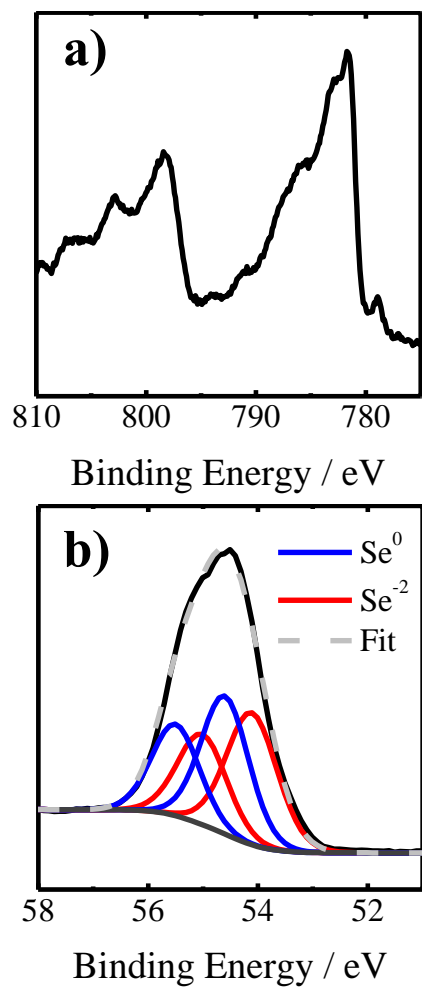 a)
810 800 790 780
Binding Energy / eV
b)
Se⁰
Se⁻²
Fit
58 56 54 52
Binding Energy / eV